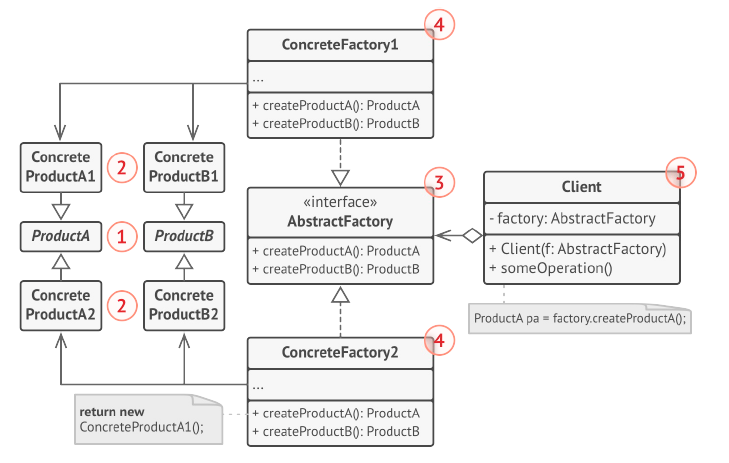 ConcreteFactory1
4
...
+ createProductA(): ProductA
+ createProductB(): ProductB
Concrete
ProductA1
2
Concrete
ProductB1
«interface»
AbstractFactory
3
+ createProductA(): ProductA
+ createProductB(): ProductB
Client
5
- factory: AbstractFactory
+ Client(f: AbstractFactory)
+ someOperation()
ProductA
1
ProductB
Concrete
ProductA2
2
Concrete
ProductB2
ProductA pa = factory.createProductA();
ConcreteFactory2
4
...
+ createProductA(): ProductA
+ createProductB(): ProductB
return new
ConcreteProductA1();